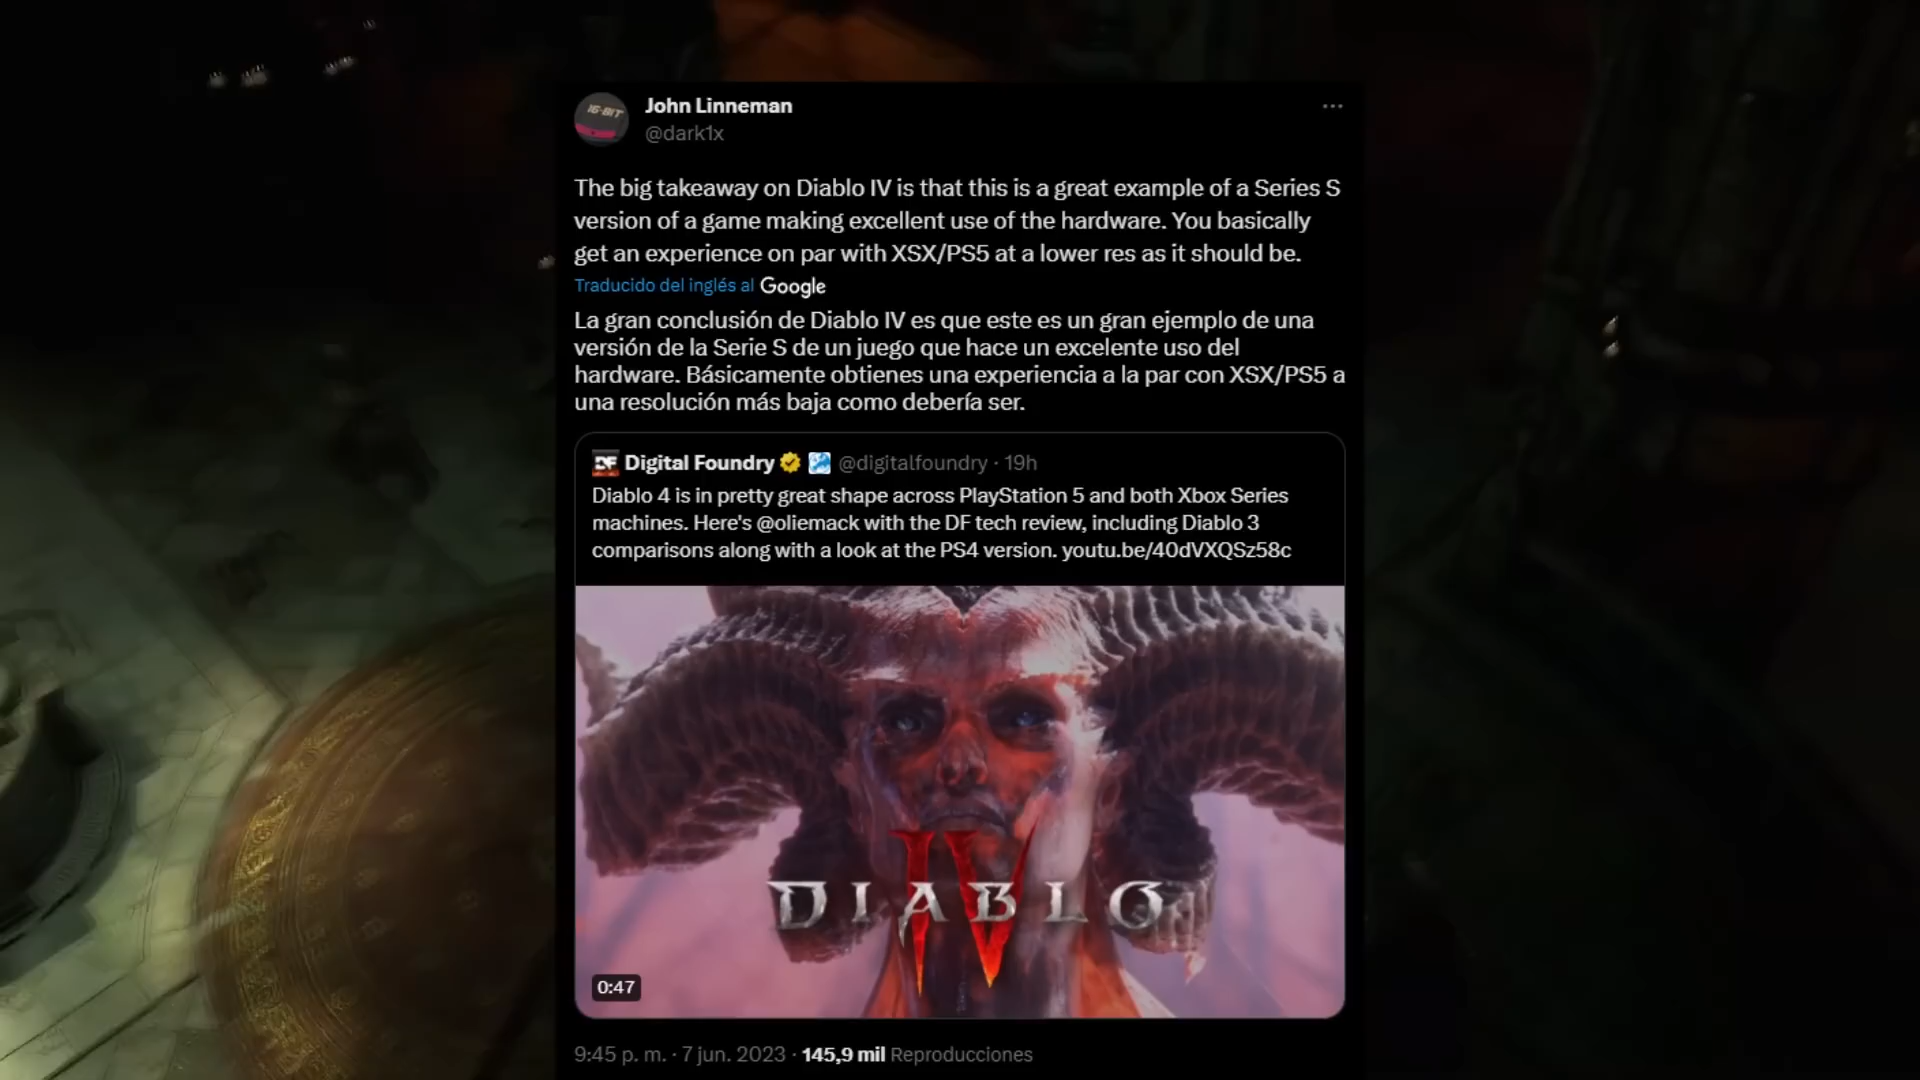 16-BIT
John Linneman
@dark1x
The big takeaway on Diablo IV is that this is a great example of a Series S
version of a game making excellent use of the hardware. You basically
get an experience on par with XSX/PS5 at a lower res as it should be.
Traducido del inglés al Google
La gran conclusión de Diablo IV es que este es un gran ejemplo de una
versión de la Serie S de un juego que hace un excelente uso del
hardware. Básicamente obtienes una experiencia a la par con XSX/PS5 a
una resolución más baja como debería ser.
DF Digital Foundry @digitalfoundry · 19h
Diablo 4 is in pretty great shape across PlayStation 5 and both Xbox Series
machines. Here's @oliemack with the DF tech review, including Diablo 3
comparisons along with a look at the PS4 version. youtu.be/40dVXQSz58c
IV
DIABLO
0:47
9:45 p. m. · 7 jun. 2023 · 145,9 mil Reproducciones